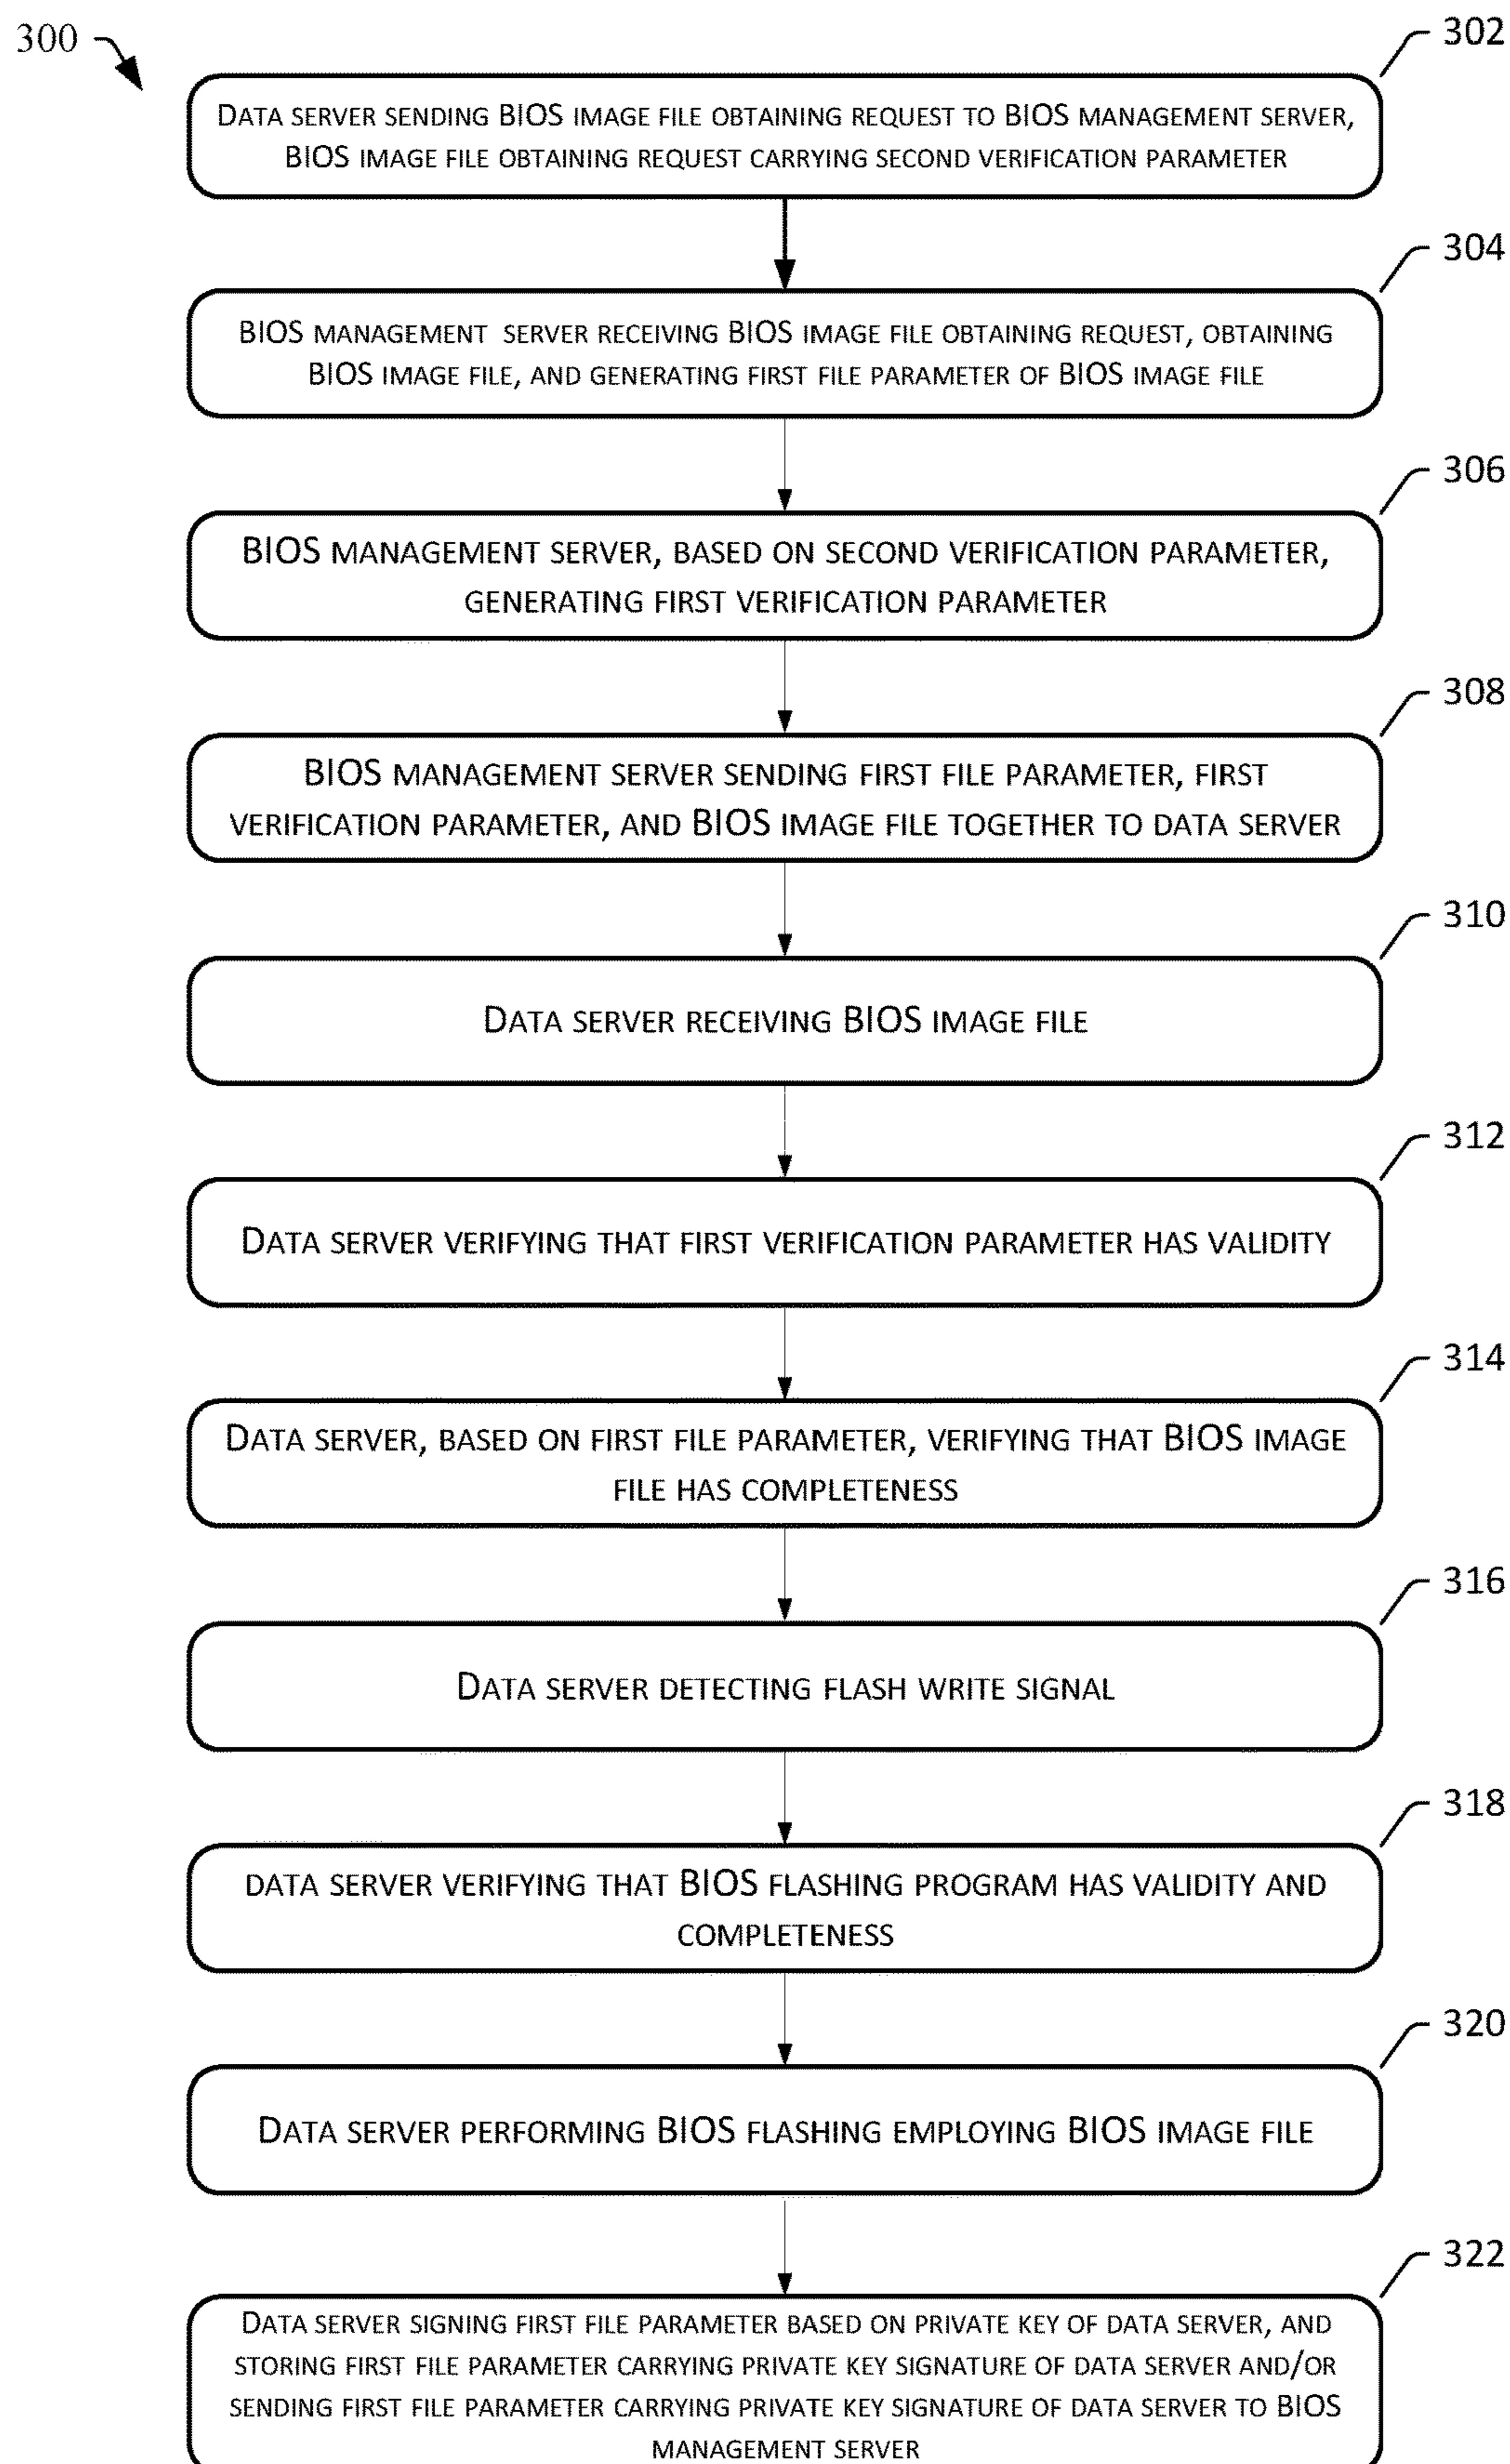 300
302
Data server sending BIOS image file obtaining request to BIOS management server,
BIOS image file obtaining request carrying second verification parameter
304
BIOS management server receiving BIOS image file obtaining request, obtaining
BIOS image file, and generating first file parameter of BIOS image file
306
BIOS management server, based on second verification parameter,
generating first verification parameter
308
BIOS management server sending first file parameter, first
verification parameter, and BIOS image file together to data server
310
Data server receiving BIOS image file
312
Data server verifying that first verification parameter has validity
314
Data server, based on first file parameter, verifying that BIOS image
file has completeness
316
Data server detecting flash write signal
318
data server verifying that BIOS flashing program has validity and
completeness
320
Data server performing BIOS flashing employing BIOS image file
322
Data server signing first file parameter based on private key of data server, and
storing first file parameter carrying private key signature of data server and/or
sending first file parameter carrying private key signature of data server to BIOS
management server